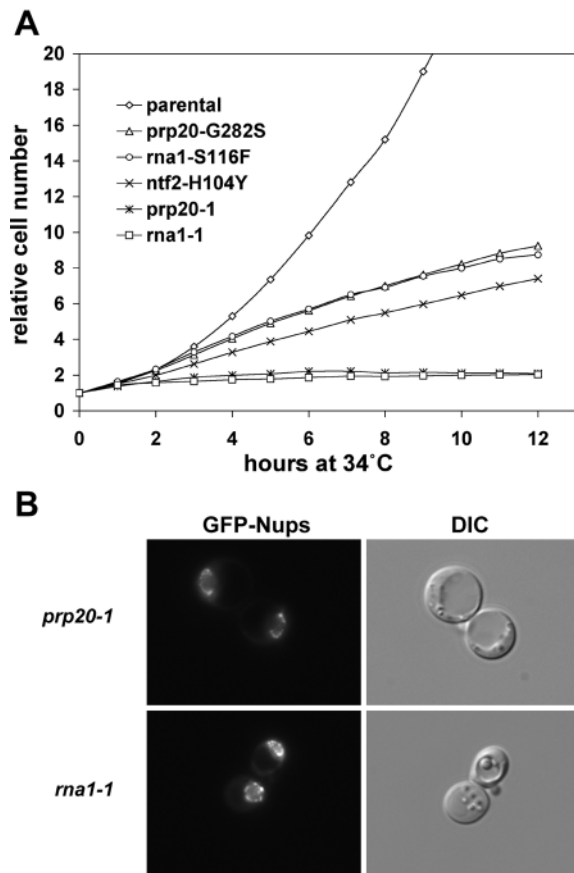 A
20
18
16
14
12
10
8
6
4
2
0
relative cell number
parental
prp20-G282S
rna1-S116F
ntf2-H104Y
prp20-1
rna1-1
0 2 4 6 8 10 12
hours at 34˚C
B
GFP-Nups DIC
prp20-1
rna1-1